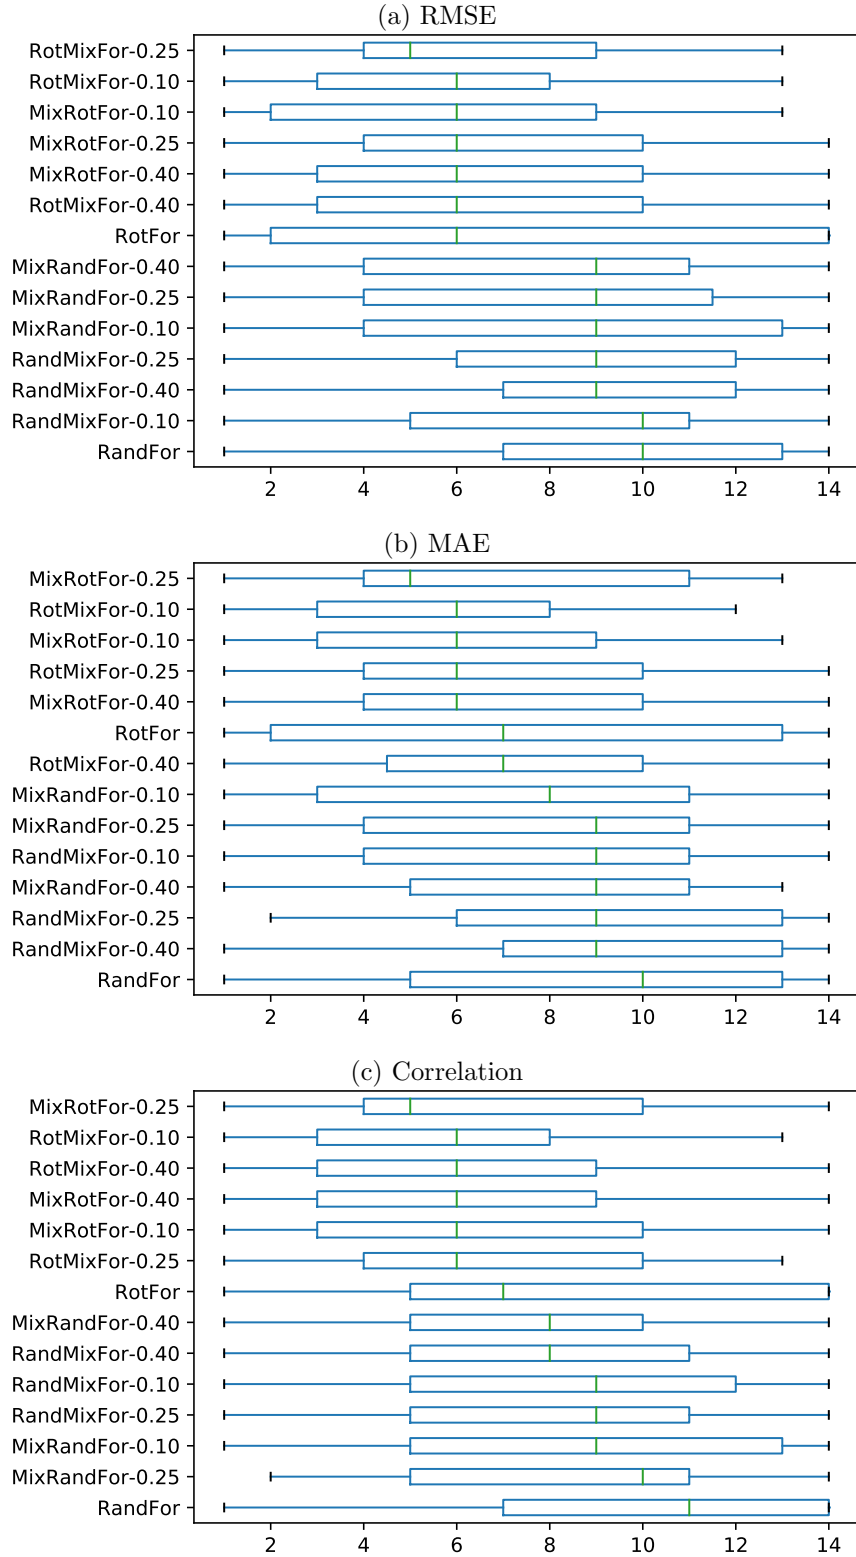 (a) RMSE
RotMixFor-0.25
RotMixFor-0.10
MixRotFor-0.10
MixRotFor-0.25
MixRotFor-0.40
RotMixFor-0.40
RotFor
MixRandFor-0.40
MixRandFor-0.25
MixRandFor-0.10
RandMixFor-0.25
RandMixFor-0.40
RandMixFor-0.10
RandFor
2 4 6 8 10 12 14
(b) MAE
MixRotFor-0.25
RotMixFor-0.10
MixRotFor-0.10
RotMixFor-0.25
MixRotFor-0.40
RotFor
RotMixFor-0.40
MixRandFor-0.10
MixRandFor-0.25
RandMixFor-0.10
MixRandFor-0.40
RandMixFor-0.25
RandMixFor-0.40
RandFor
2 4 6 8 10 12 14
(c) Correlation
MixRotFor-0.25
RotMixFor-0.10
RotMixFor-0.40
MixRotFor-0.40
MixRotFor-0.10
RotMixFor-0.25
RotFor
MixRandFor-0.40
RandMixFor-0.40
RandMixFor-0.10
RandMixFor-0.25
MixRandFor-0.10
MixRandFor-0.25
RandFor
2 4 6 8 10 12 14